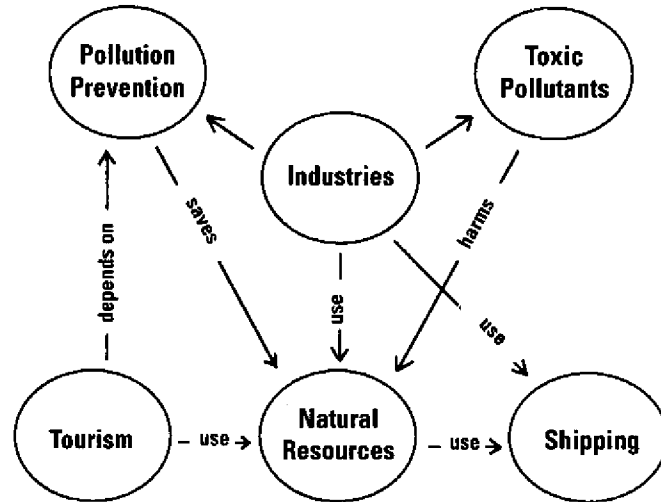 Pollution
Prevention
Toxic
Pollutants
Industries
saves
harms
depends on
use
use
Tourism
use
Natural
Resources
use
Shipping